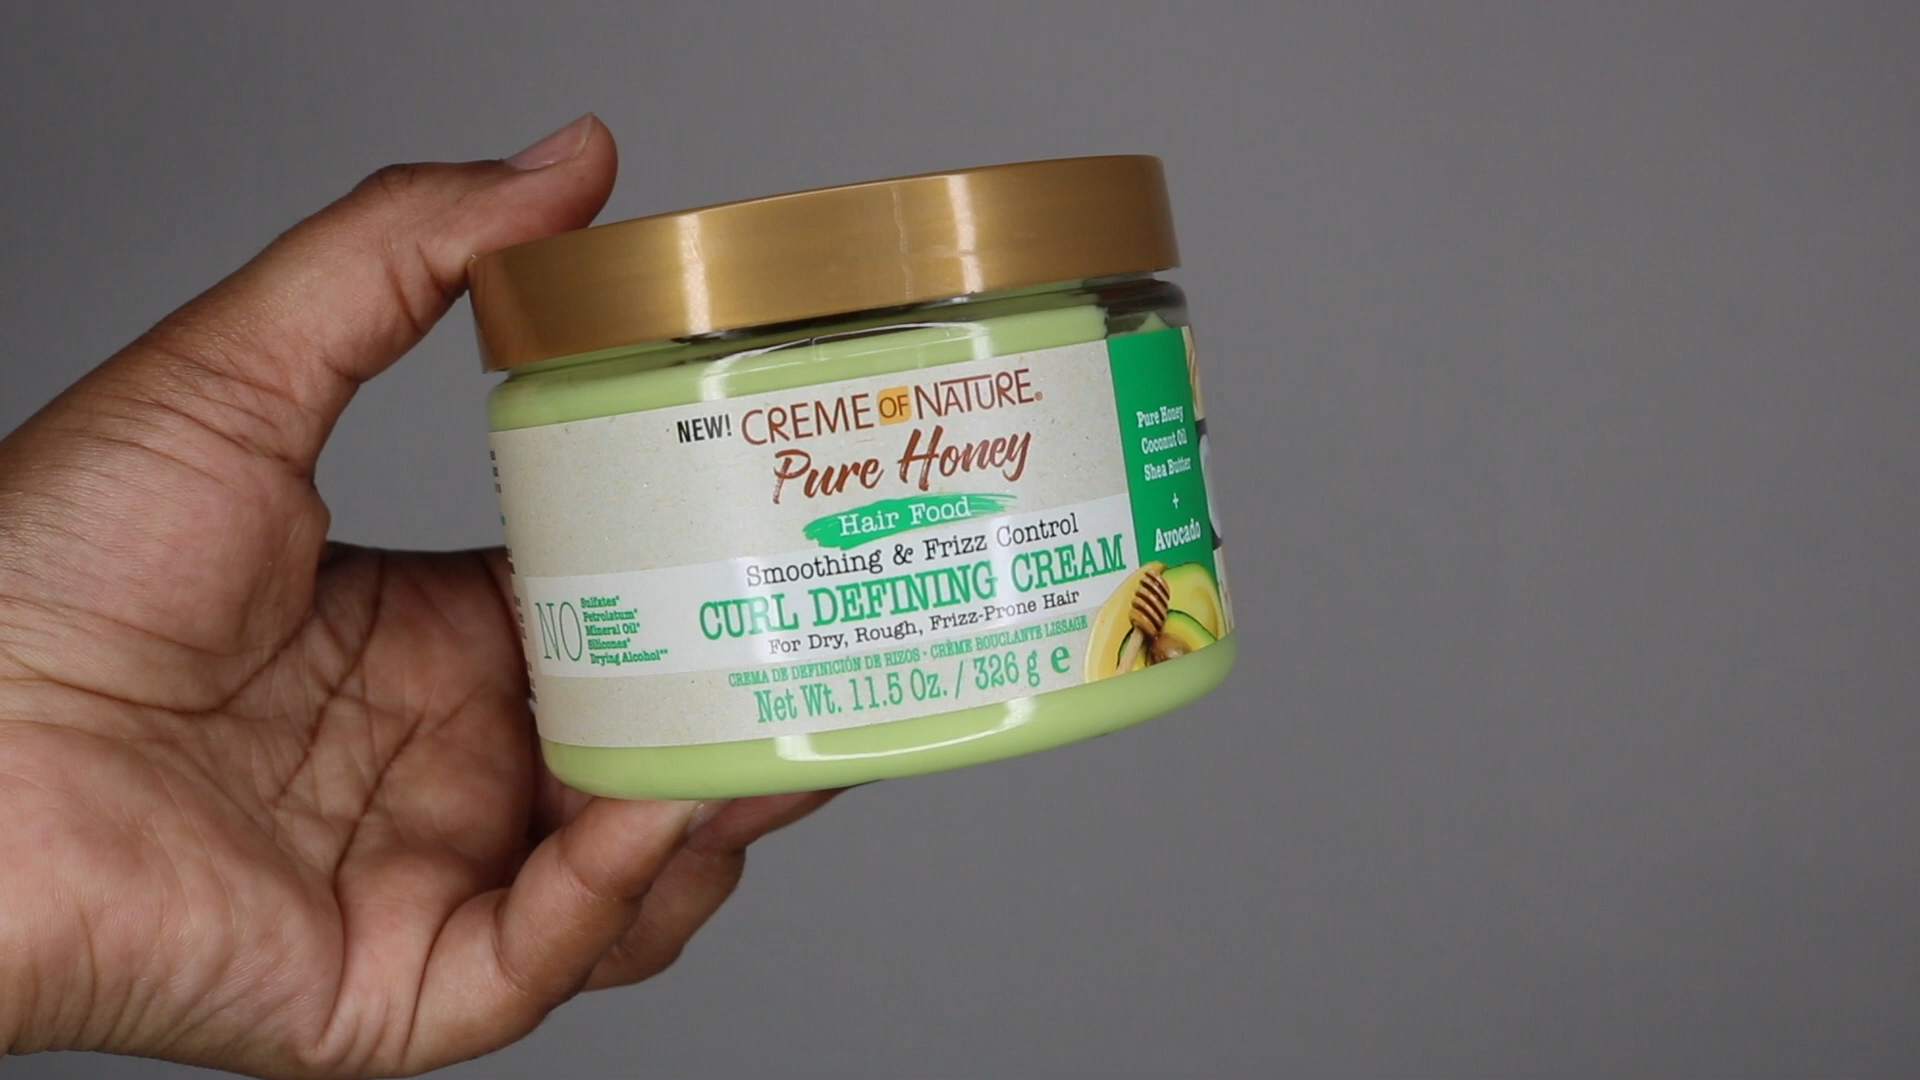 NEW! CREME OF NATURE®
Pure Honey
Hair Food
Smoothing & Frizz Control
CURL DEFINING CREAM
For Dry, Rough, Frizz-Prone Hair
CREMA DE DEFINICIÓN DE RIZOS · CRÈME BOUCLANTE LISSAGE
Net Wt. 11.5 Oz. / 326 g e
NO
Sulfates*
Petrolatum*
Mineral Oil*
Silicones*
Drying Alcohol**
Pure Honey
Coconut Oil
Shea Butter
+
Avocado